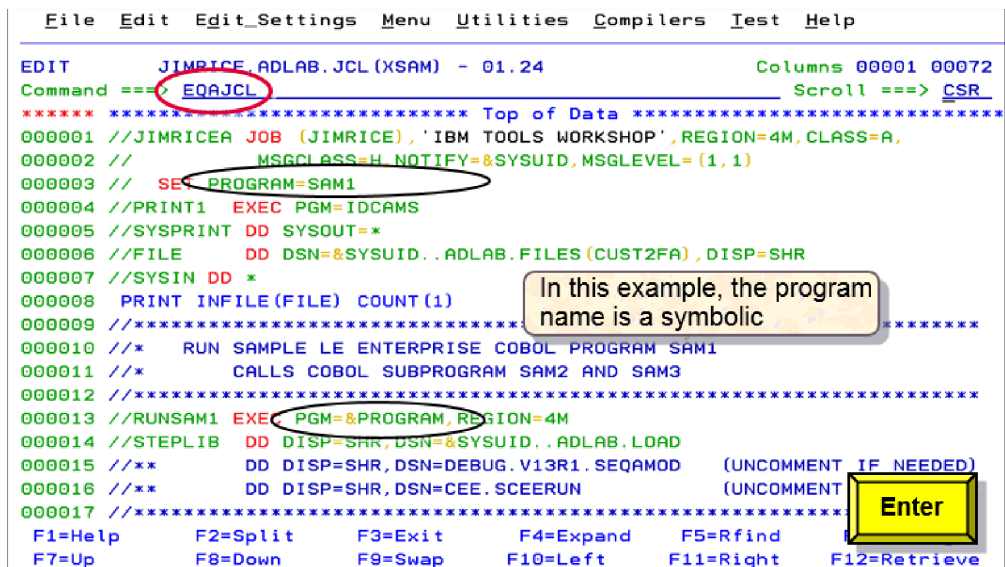 File Edit Edit_Settings Menu Utilities Compilers Test Help
EDIT JIMRICE.ADLAB.JCL(XSAM) - 01.24 Columns 00001 00072
Command ===> EQAJCL Scroll ===> CSR
****** ***************************** Top of Data ******************************
000001 //JIMRICEA JOB (JIMRICE),'IBM TOOLS WORKSHOP',REGION=4M,CLASS=A,
000002 // MSGCLASS=H,NOTIFY=&SYSUID,MSGLEVEL=(1,1)
000003 // SET PROGRAM=SAM1
000004 //PRINT1 EXEC PGM=IDCAMS
000005 //SYSPRINT DD SYSOUT=*
000006 //FILE DD DSN=&SYSUID..ADLAB.FILES(CUST2FA),DISP=SHR
000007 //SYSIN DD *
000008 PRINT INFILE(FILE) COUNT(1)
In this example, the program
name is a symbolic
000009 //*******************************************************************
000010 //* RUN SAMPLE LE ENTERPRISE COBOL PROGRAM SAM1
000011 //* CALLS COBOL SUBPROGRAM SAM2 AND SAM3
000012 //*******************************************************************
000013 //RUNSAM1 EXEC PGM=&PROGRAM,REGION=4M
000014 //STEPLIB DD DISP=SHR,DSN=&SYSUID..ADLAB.LOAD
000015 //** DD DISP=SHR,DSN=DEBUG.V13R1.SEQAMOD (UNCOMMENT IF NEEDED)
000016 //** DD DISP=SHR,DSN=CEE.SCEERUN (UNCOMMENT
Enter
000017 //*******************************************************************
F1=Help F2=Split F3=Exit F4=Expand F5=Rfind
F7=Up F8=Down F9=Swap F10=Left F11=Right F12=Retrieve